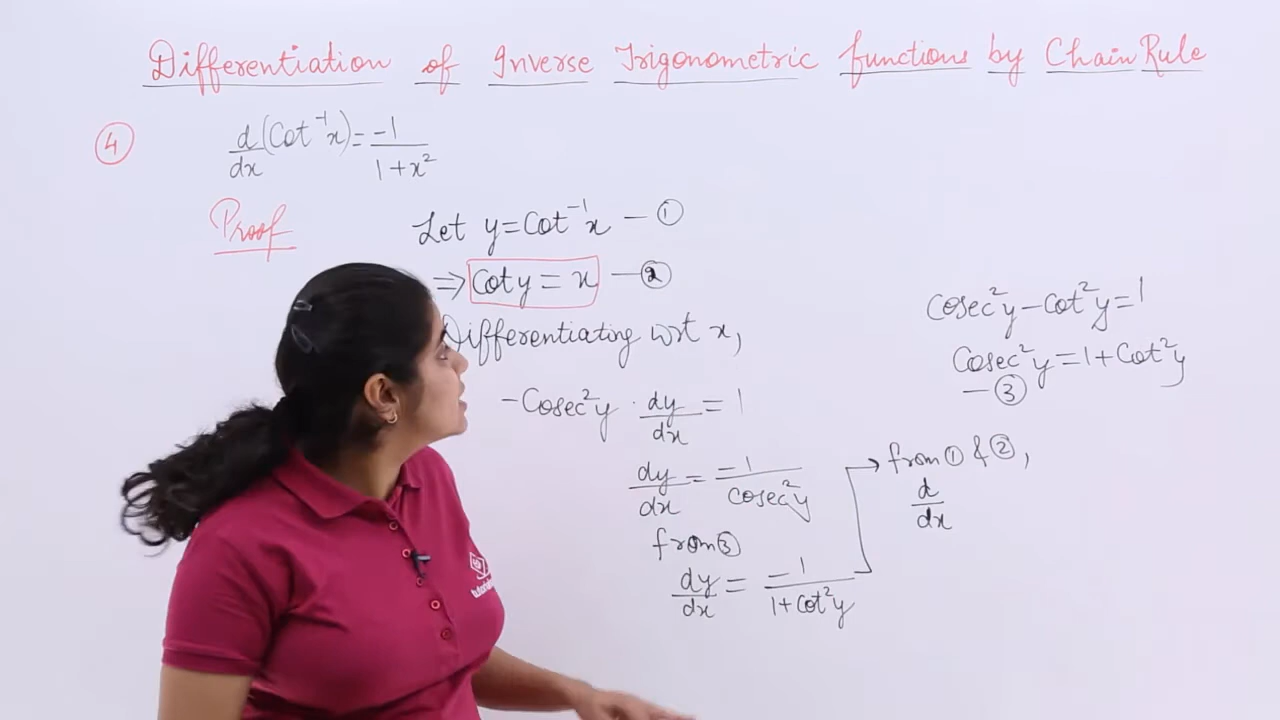 Differentiation of Inverse Trigonometric functions by Chain Rule
④ d/dx (Cot⁻¹x) = -1/(1+x²)
Proof Let y = Cot⁻¹x — ①
⇒ Cot y = x — ②
Differentiating wrt x,
-Cosec²y · dy/dx = 1
dy/dx = -1/Cosec²y
from ③
dy/dx = -1/(1+Cot²y)
Cosec²y - Cot²y = 1
Cosec²y = 1 + Cot²y
— ③
→ from ① & ②,
d/dx